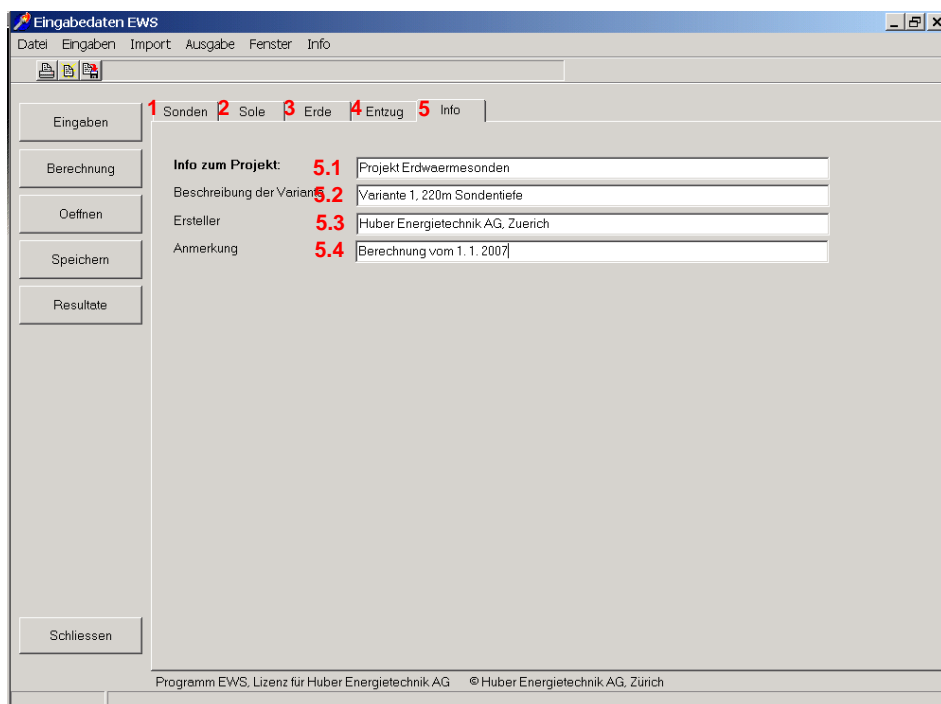 Eingabedaten EWS
Datei Eingaben Import Ausgabe Fenster Info
1 Sonden 2 Sole 3 Erde 4 Entzug 5 Info
Eingaben
Berechnung
Oeffnen
Speichern
Resultate
Schliessen
Info zum Projekt: 5.1 Projekt Erdwaermesonden
Beschreibung der Variante 5.2 Variante 1, 220m Sondentiefe
Ersteller 5.3 Huber Energietechnik AG, Zuerich
Anmerkung 5.4 Berechnung vom 1. 1. 2007
Programm EWS, Lizenz für Huber Energietechnik AG © Huber Energietechnik AG, Zürich